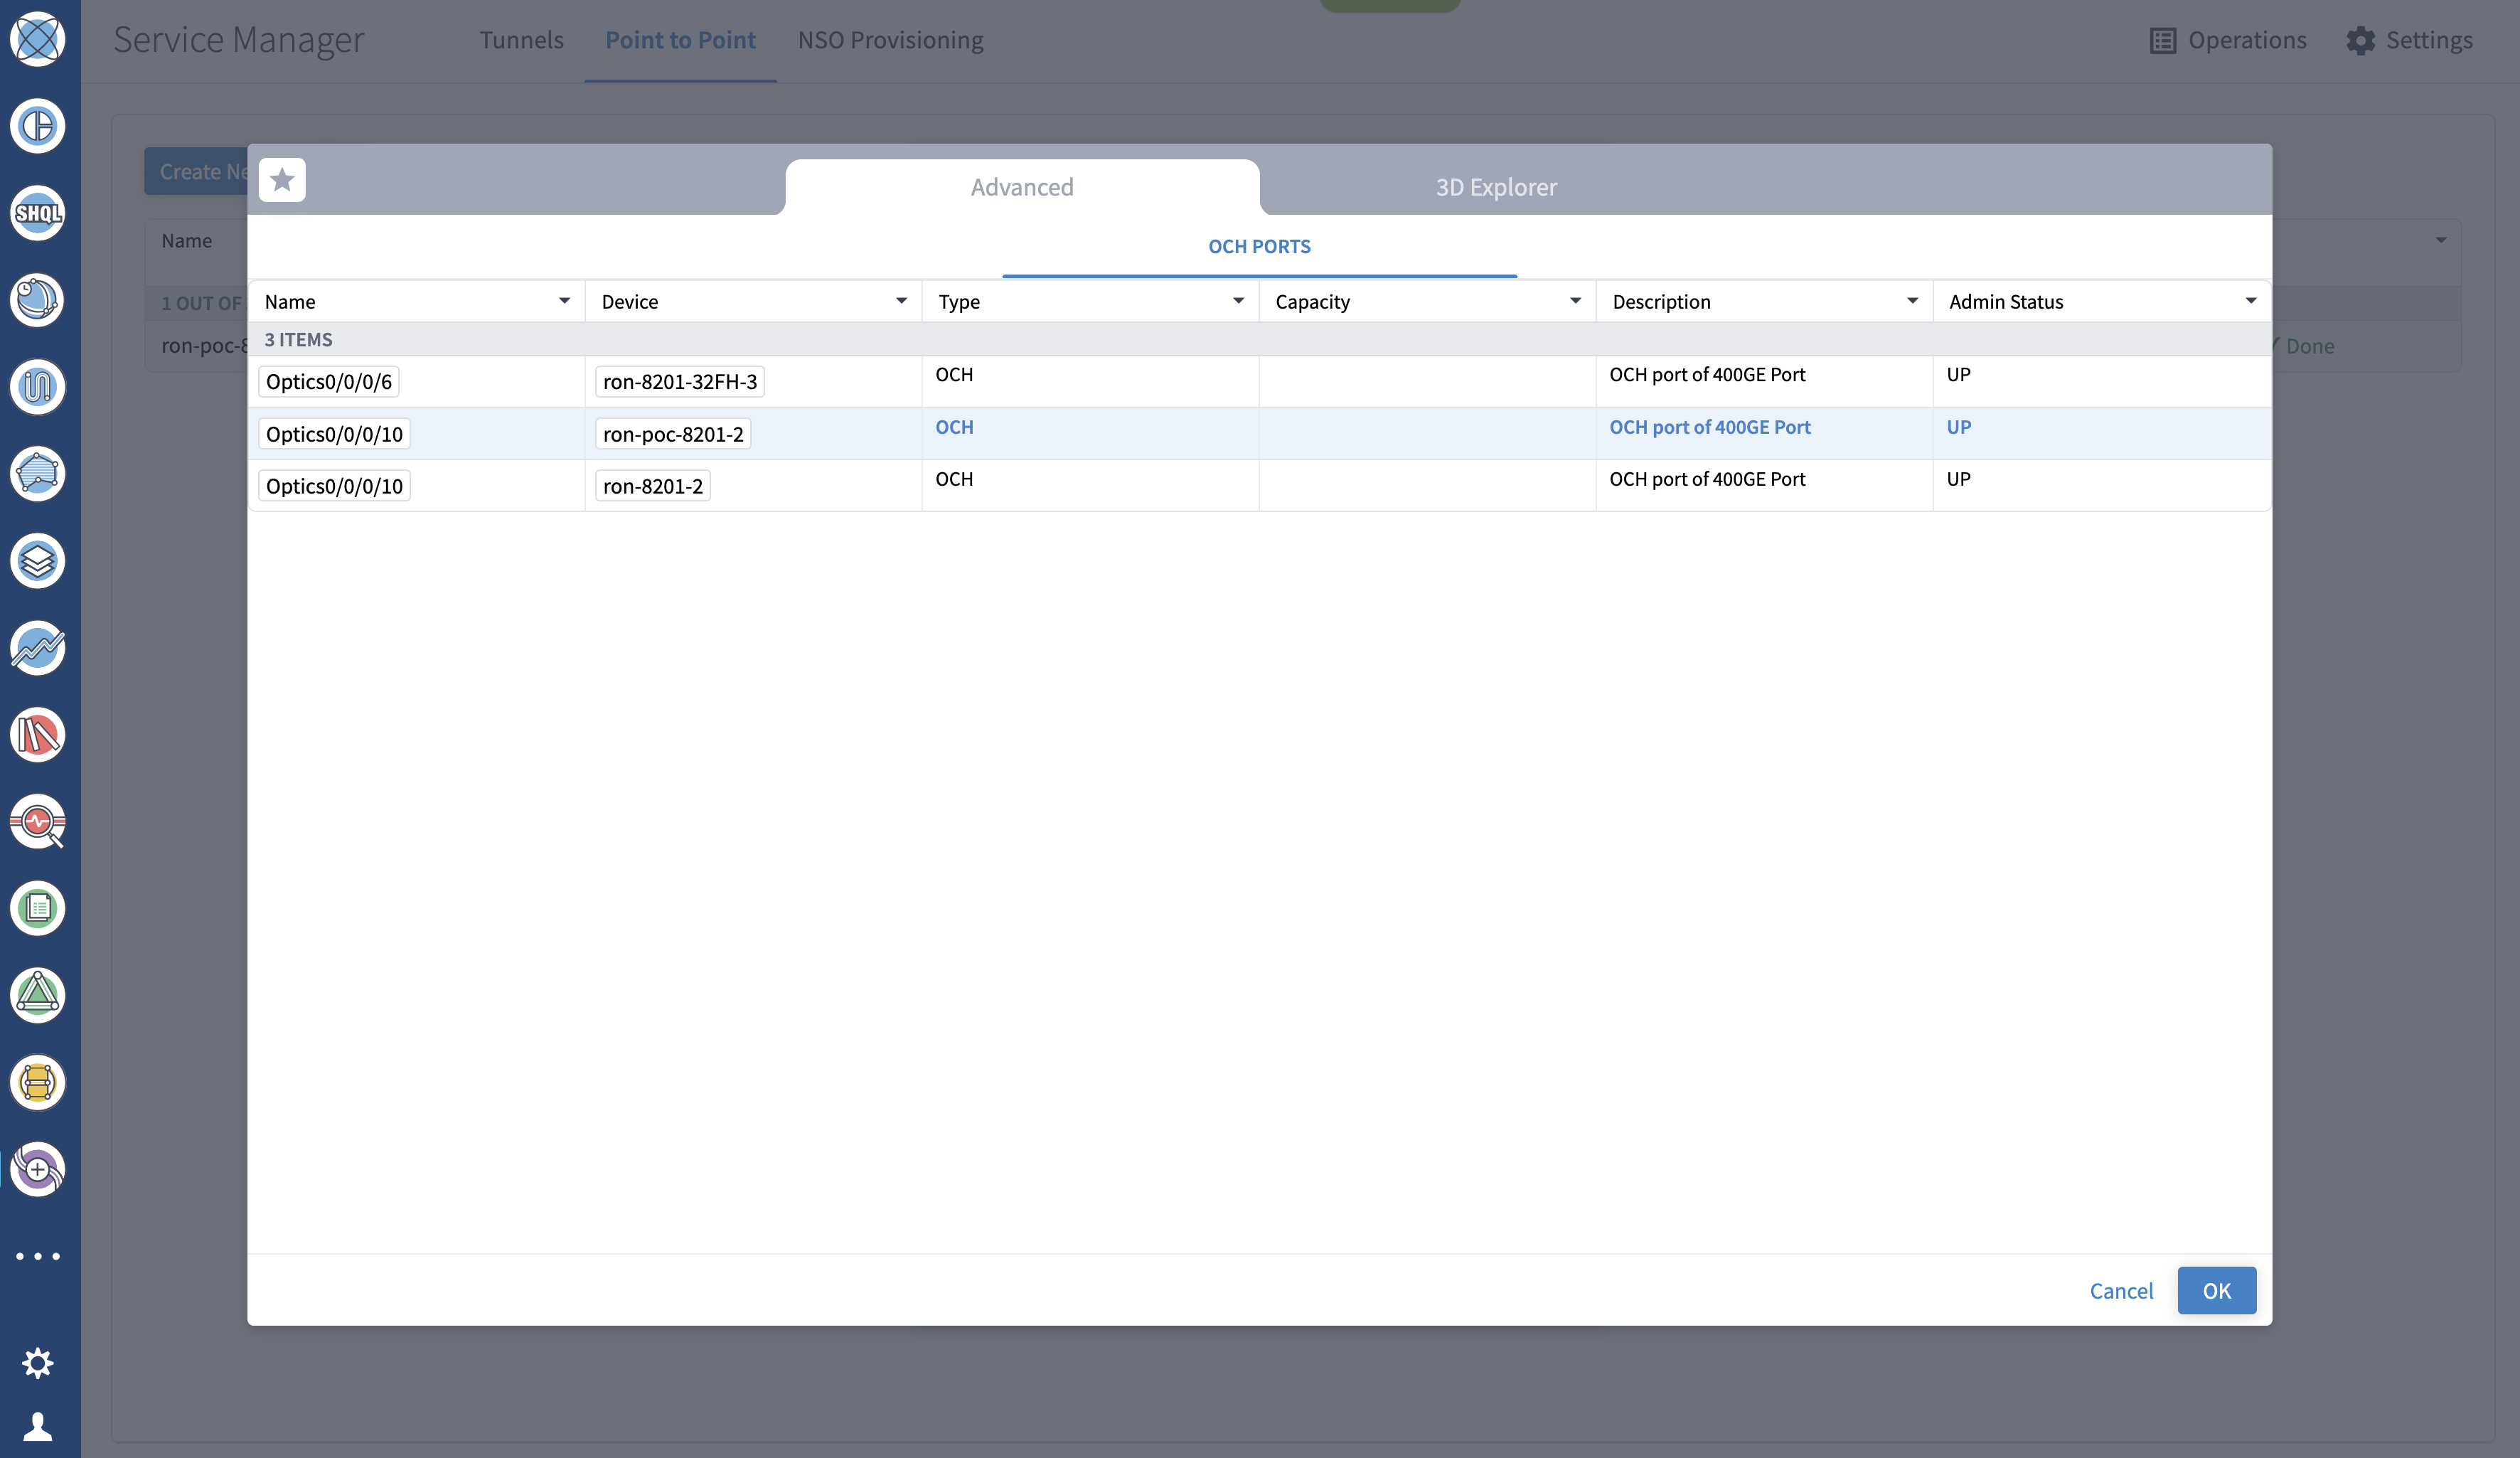 Service Manager
Tunnels
Point to Point
NSO Provisioning
Operations
Settings
SHQL
Create Ne
Name
1 OUT OF
ron-poc-8
Done
Advanced
3D Explorer
OCH PORTS
Name Device Type Capacity Description Admin Status
3 ITEMS
Optics0/0/0/6 ron-8201-32FH-3 OCH OCH port of 400GE Port UP
Optics0/0/0/10 ron-poc-8201-2 OCH OCH port of 400GE Port UP
Optics0/0/0/10 ron-8201-2 OCH OCH port of 400GE Port UP
Cancel
OK